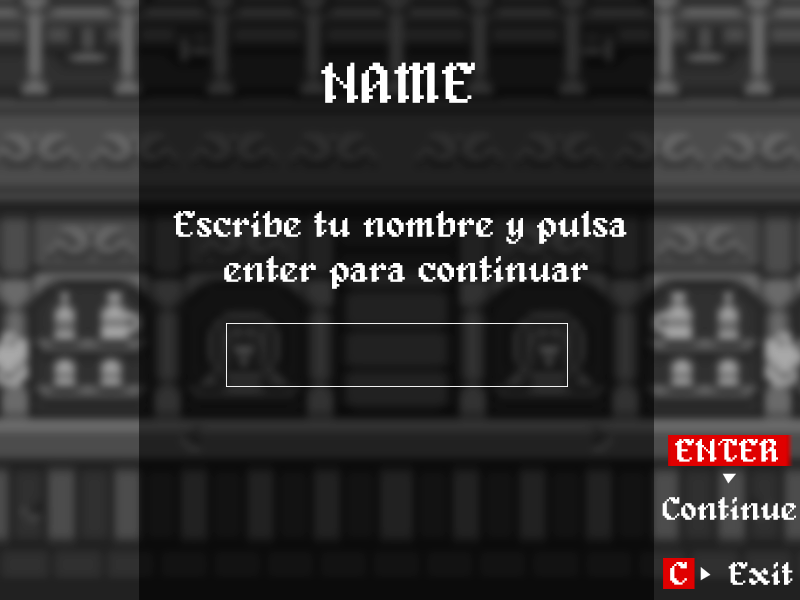 NAME
Escribe tu nombre y pulsa
enter para continuar
ENTER
Continue
C Exit